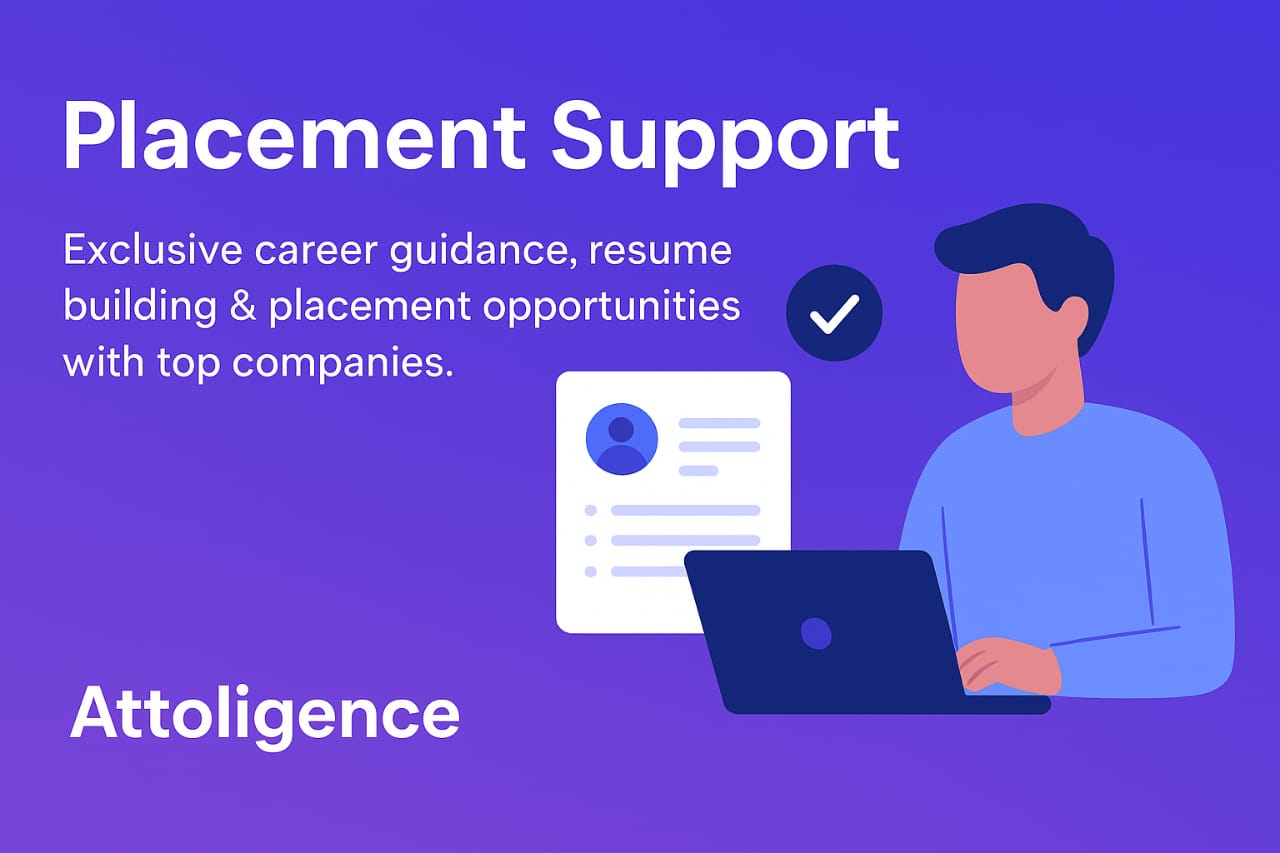 Placement Support
Exclusive career guidance, resume
building & placement opportunities
with top companies.
Attoligence